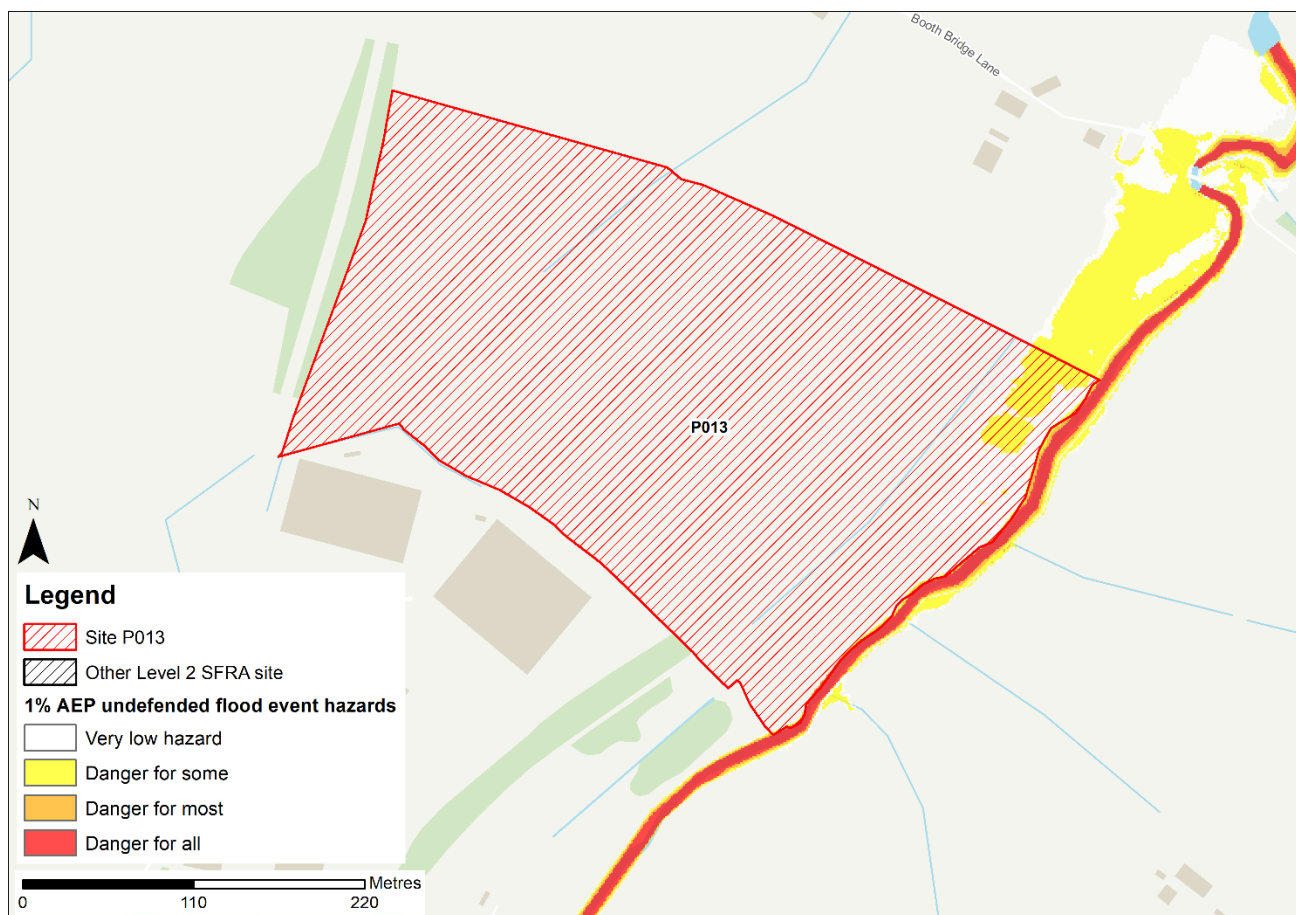 Booth Bridge Lane
P013
N
Legend
Site P013
Other Level 2 SFRA site
1% AEP undefended flood event hazards
Very low hazard
Danger for some
Danger for most
Danger for all
Metres
0 110 220